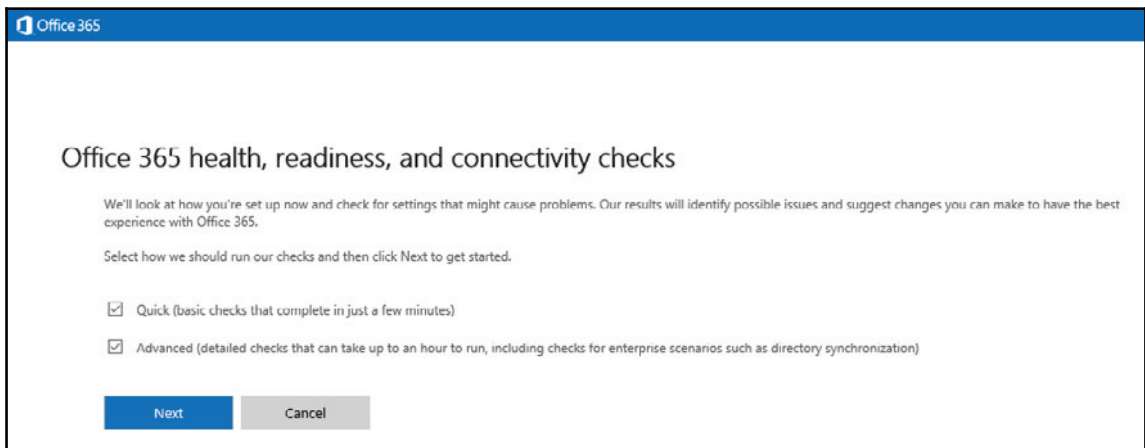 Office 365
Office 365 health, readiness, and connectivity checks
We'll look at how you're set up now and check for settings that might cause problems. Our results will identify possible issues and suggest changes you can make to have the best
experience with Office 365.
Select how we should run our checks and then click Next to get started.
Quick (basic checks that complete in just a few minutes)
Advanced (detailed checks that can take up to an hour to run, including checks for enterprise scenarios such as directory synchronization)
Next Cancel